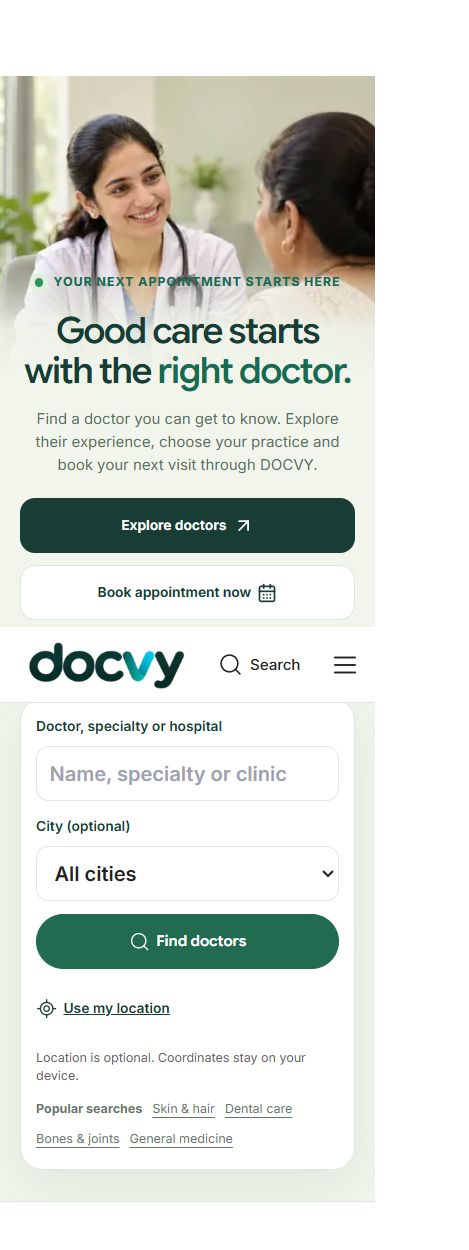 YOUR NEXT APPOINTMENT STARTS HERE
Good care starts
with the right doctor.
Find a doctor you can get to know. Explore
their experience, choose your practice and
book your next visit through DOCVY.
Explore doctors
Book appointment now
docvy
Search
Doctor, specialty or hospital
Name, specialty or clinic
City (optional)
All cities
Find doctors
Use my location
Location is optional. Coordinates stay on your
device.
Popular searches Skin & hair Dental care
Bones & joints General medicine